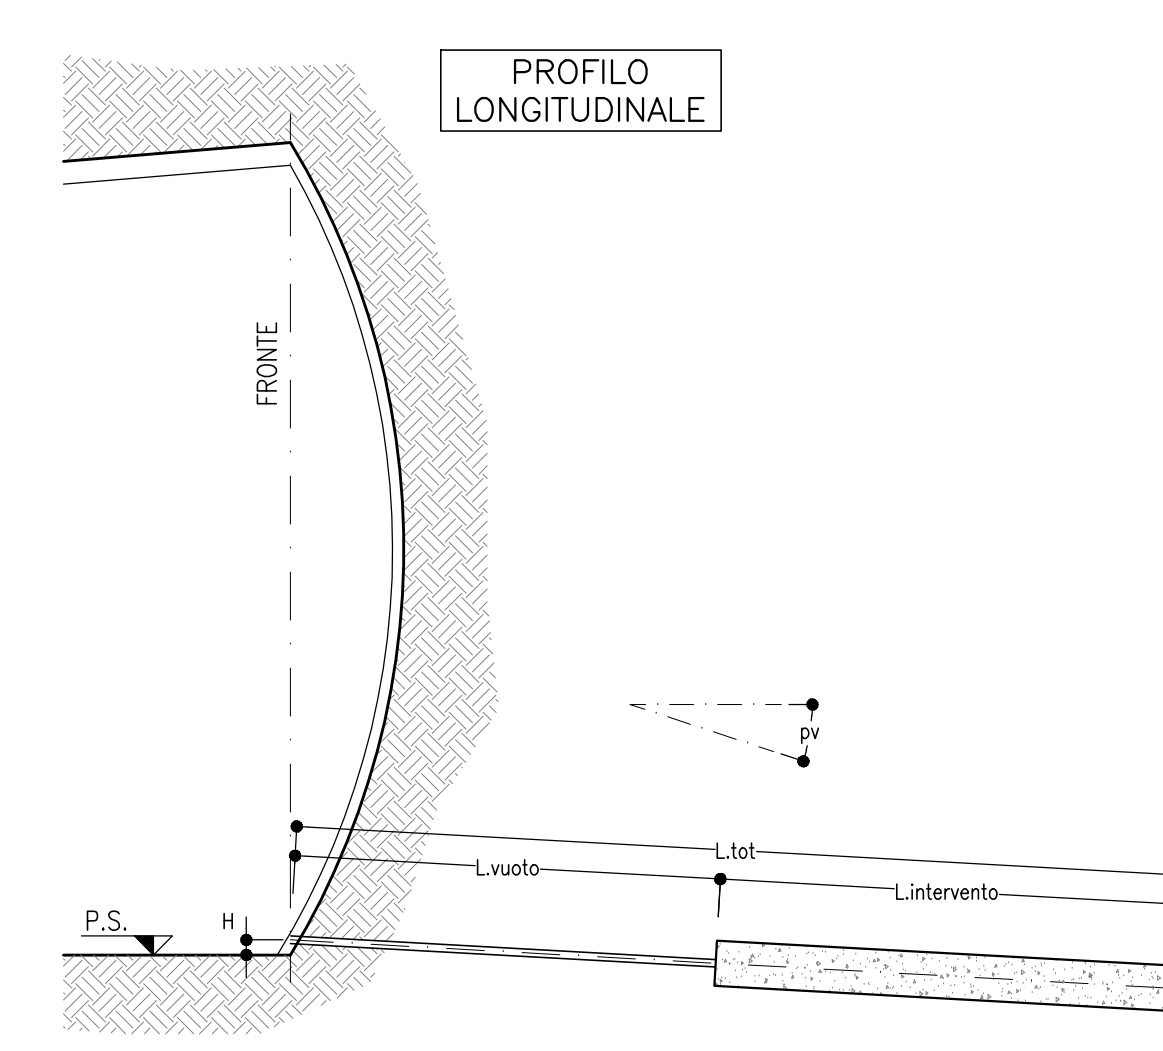 PROFILO
LONGITUDINALE
FRONTE
pv
L.tot
L.vuoto
L.intervento
P.S.
H